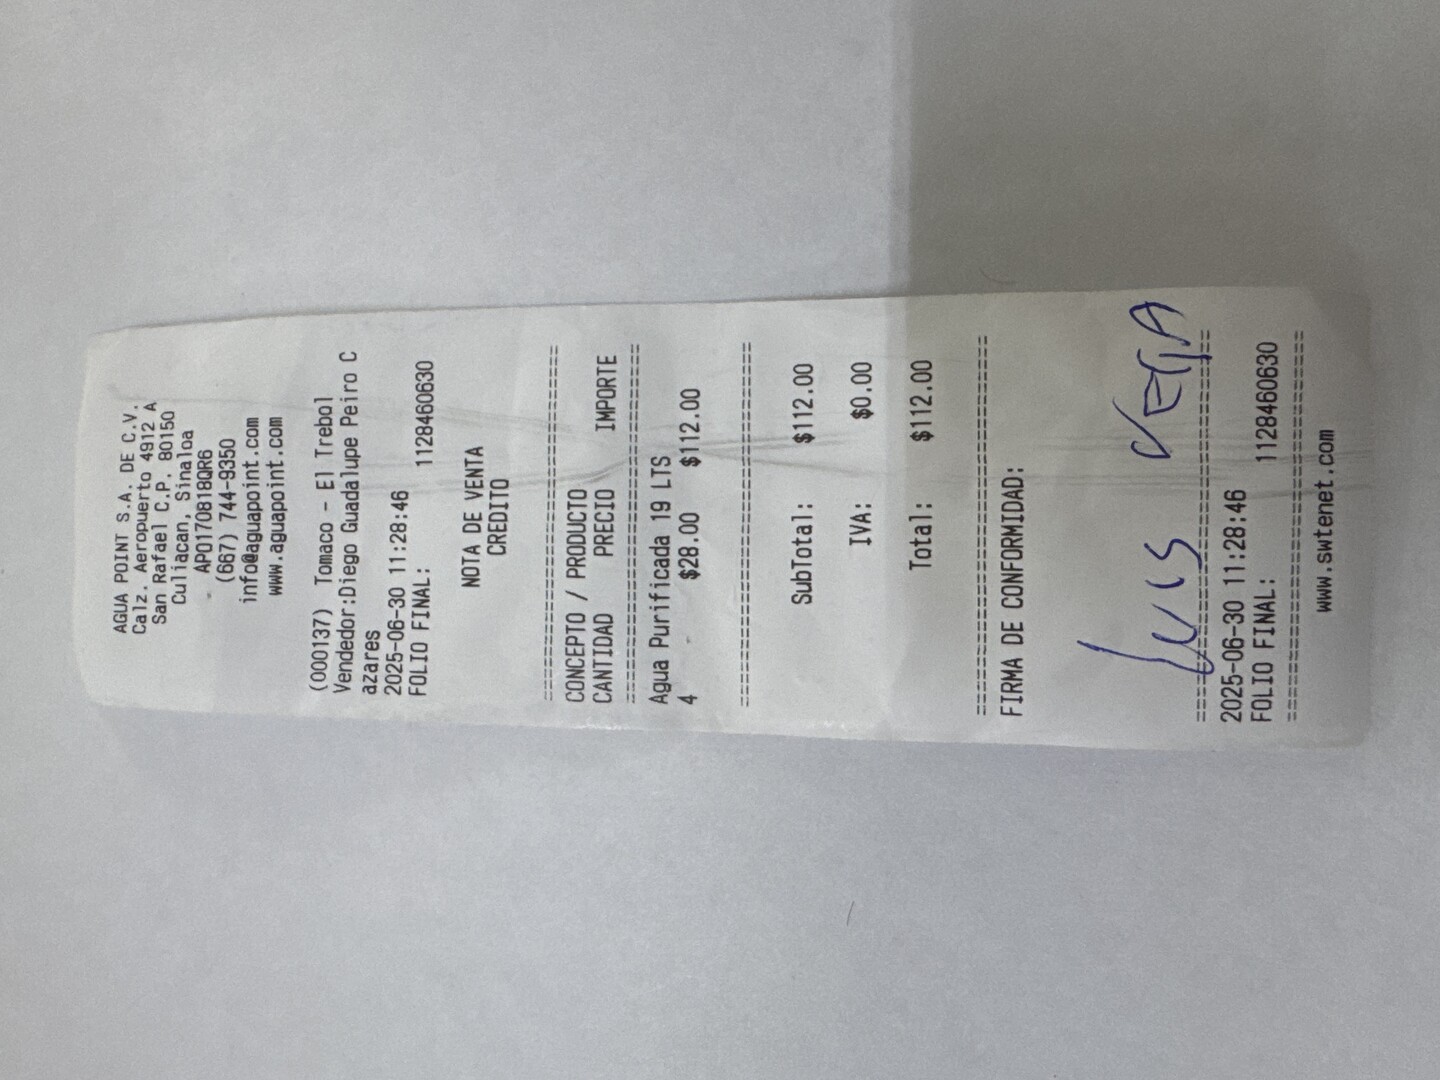 AGUA POINT S.A. DE C.V.
Calz. Aeropuerto 4912 A
San Rafael C.P. 80150
Culiacan, Sinaloa
APO170818QR6
(667) 744-9350
info@aguapoint.com
www.aguapoint.com
(000137) Tomaco - El Trebol
Vendedor:Diego Guadalupe Peiro C
azares
2025-06-30 11:28:46
FOLIO FINAL: 1128460630
NOTA DE VENTA
CREDITO
================================
CONCEPTO / PRODUCTO
CANTIDAD PRECIO IMPORTE
================================
Agua Purificada 19 LTS
4 $28.00 $112.00
================================
SubTotal: $112.00
IVA: $0.00
Total: $112.00
================================
FIRMA DE CONFORMIDAD:
Luis VEGA
================================
2025-06-30 11:28:46
FOLIO FINAL: 1128460630
================================
www.swtenet.com